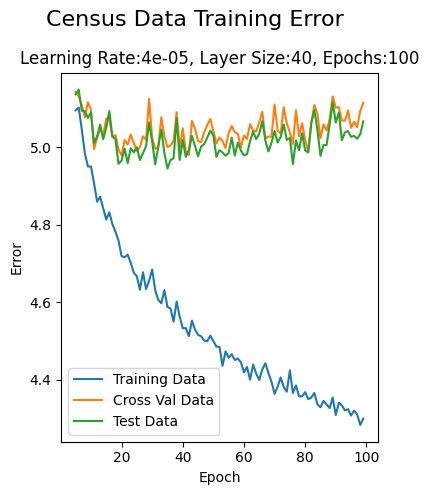 Census Data Training Error
Learning Rate:4e-05, Layer Size:40, Epochs:100
Error
5.0
4.8
4.6
4.4
Training Data
Cross Val Data
Test Data
20
40
60
80
100
Epoch